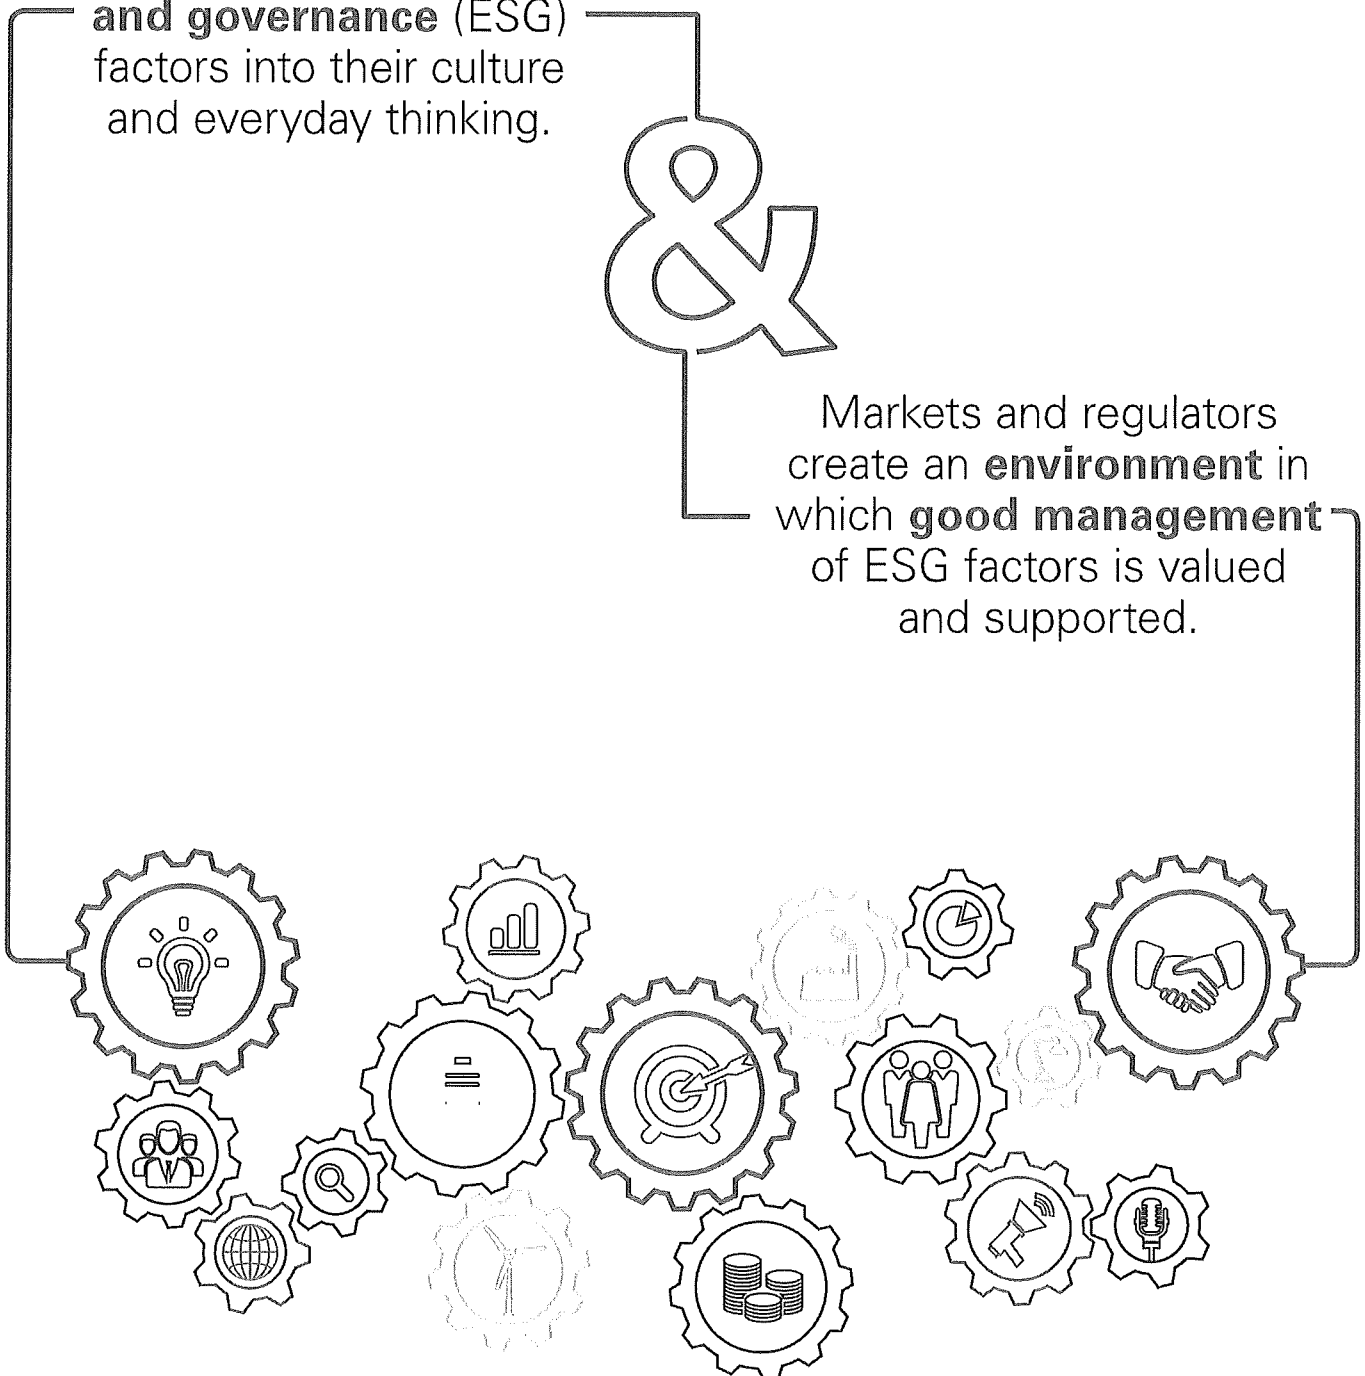 and governance (ESG)
factors into their culture
and everyday thinking.
&
Markets and regulators
create an environment in
which good management
of ESG factors is valued
and supported.